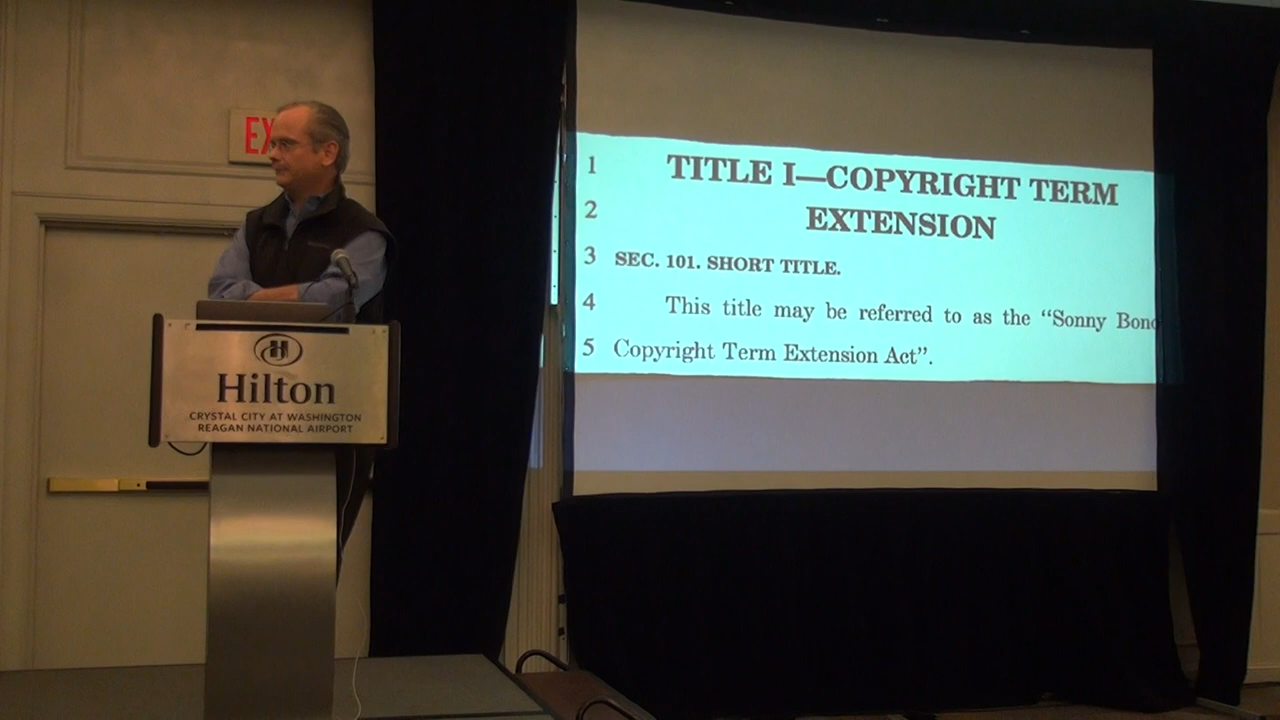 EX
Hilton
CRYSTAL CITY AT WASHINGTON
REAGAN NATIONAL AIRPORT
1 TITLE I—COPYRIGHT TERM
2 EXTENSION
3 SEC. 101. SHORT TITLE.
4 This title may be referred to as the “Sonny Bono
5 Copyright Term Extension Act”.